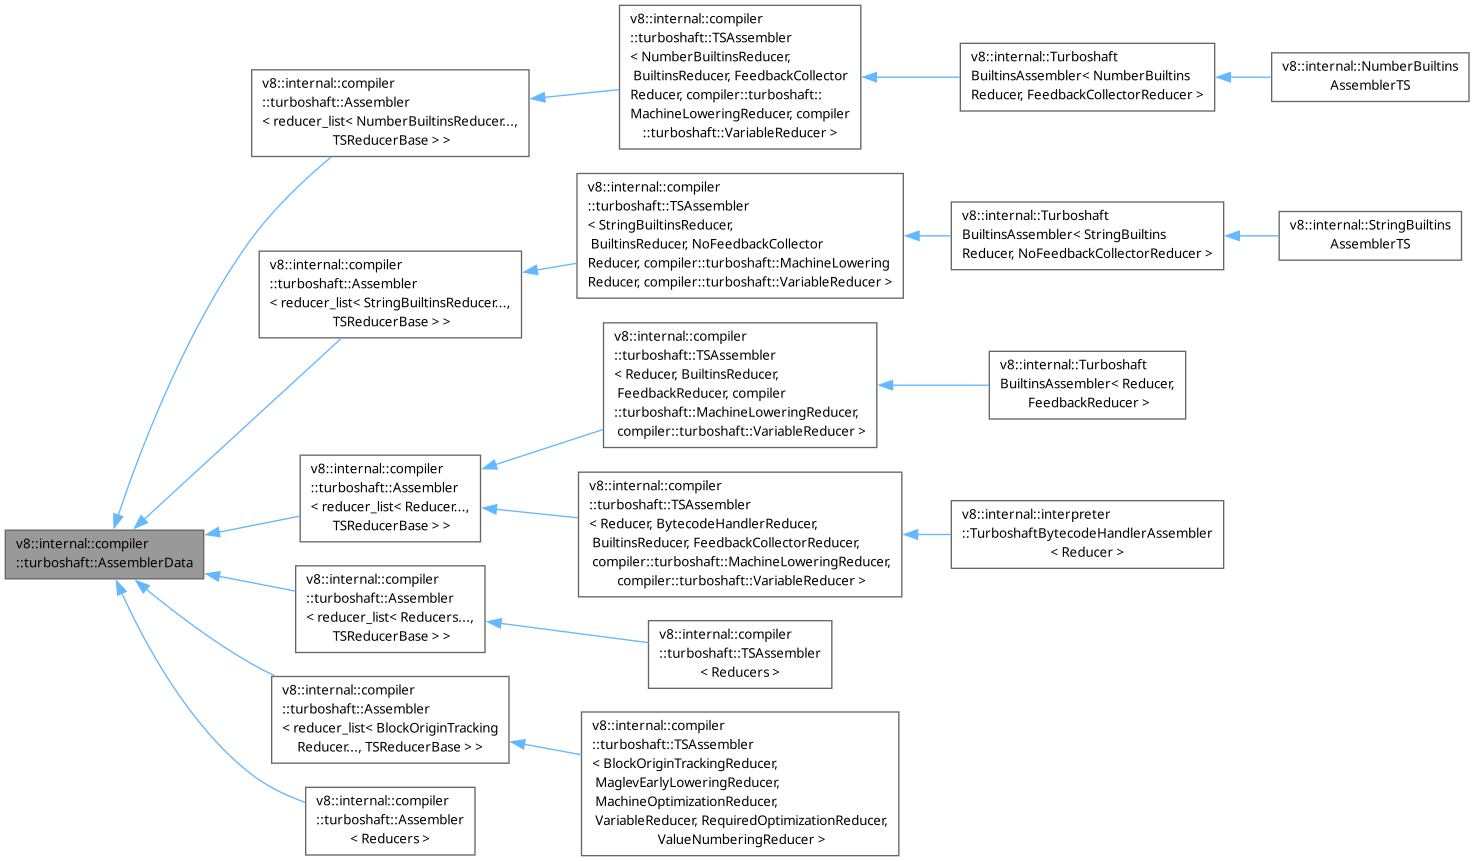 v8::internal::compiler
::turboshaft::AssemblerData
v8::internal::compiler
::turboshaft::Assembler
< reducer_list< NumberBuiltinsReducer...,
TSReducerBase > >
v8::internal::compiler
::turboshaft::TSAssembler
< NumberBuiltinsReducer,
BuiltinsReducer, FeedbackCollector
Reducer, compiler::turboshaft::
MachineLoweringReducer, compiler
::turboshaft::VariableReducer >
v8::internal::Turboshaft
BuiltinsAssembler< NumberBuiltins
Reducer, FeedbackCollectorReducer >
v8::internal::NumberBuiltins
AssemblerTS
v8::internal::compiler
::turboshaft::Assembler
< reducer_list< StringBuiltinsReducer...,
TSReducerBase > >
v8::internal::compiler
::turboshaft::TSAssembler
< StringBuiltinsReducer,
BuiltinsReducer, NoFeedbackCollector
Reducer, compiler::turboshaft::MachineLowering
Reducer, compiler::turboshaft::VariableReducer >
v8::internal::Turboshaft
BuiltinsAssembler< StringBuiltins
Reducer, NoFeedbackCollectorReducer >
v8::internal::StringBuiltins
AssemblerTS
v8::internal::compiler
::turboshaft::Assembler
< reducer_list< Reducer...,
TSReducerBase > >
v8::internal::compiler
::turboshaft::TSAssembler
< Reducer, BuiltinsReducer,
FeedbackReducer, compiler
::turboshaft::MachineLoweringReducer,
compiler::turboshaft::VariableReducer >
v8::internal::Turboshaft
BuiltinsAssembler< Reducer,
FeedbackReducer >
v8::internal::compiler
::turboshaft::TSAssembler
< Reducer, BytecodeHandlerReducer,
BuiltinsReducer, FeedbackCollectorReducer,
compiler::turboshaft::MachineLoweringReducer,
compiler::turboshaft::VariableReducer >
v8::internal::interpreter
::TurboshaftBytecodeHandlerAssembler
< Reducer >
v8::internal::compiler
::turboshaft::Assembler
< reducer_list< Reducers...,
TSReducerBase > >
v8::internal::compiler
::turboshaft::TSAssembler
< Reducers >
v8::internal::compiler
::turboshaft::Assembler
< reducer_list< BlockOriginTracking
Reducer..., TSReducerBase > >
v8::internal::compiler
::turboshaft::TSAssembler
< BlockOriginTrackingReducer,
MaglevEarlyLoweringReducer,
MachineOptimizationReducer,
VariableReducer, RequiredOptimizationReducer,
ValueNumberingReducer >
v8::internal::compiler
::turboshaft::Assembler
< Reducers >